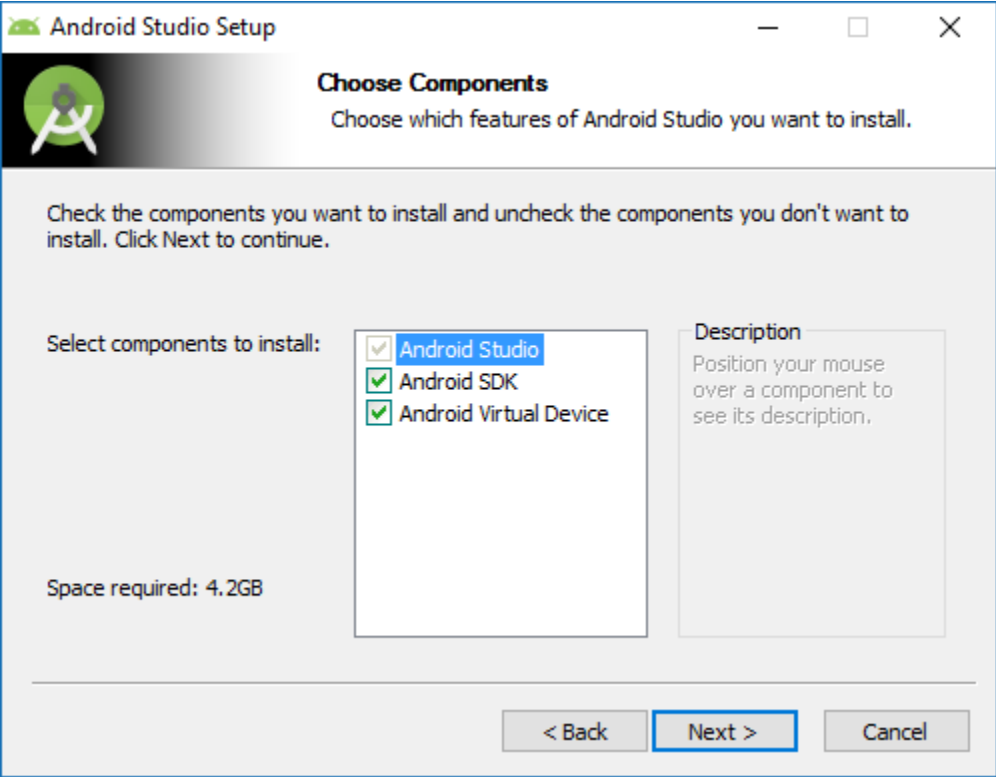 Android Studio Setup
Choose Components
Choose which features of Android Studio you want to install.
Check the components you want to install and uncheck the components you don't want to
install. Click Next to continue.
Select components to install:
Android Studio
Android SDK
Android Virtual Device
Description
Position your mouse
over a component to
see its description.
Space required: 4.2GB
< Back
Next >
Cancel